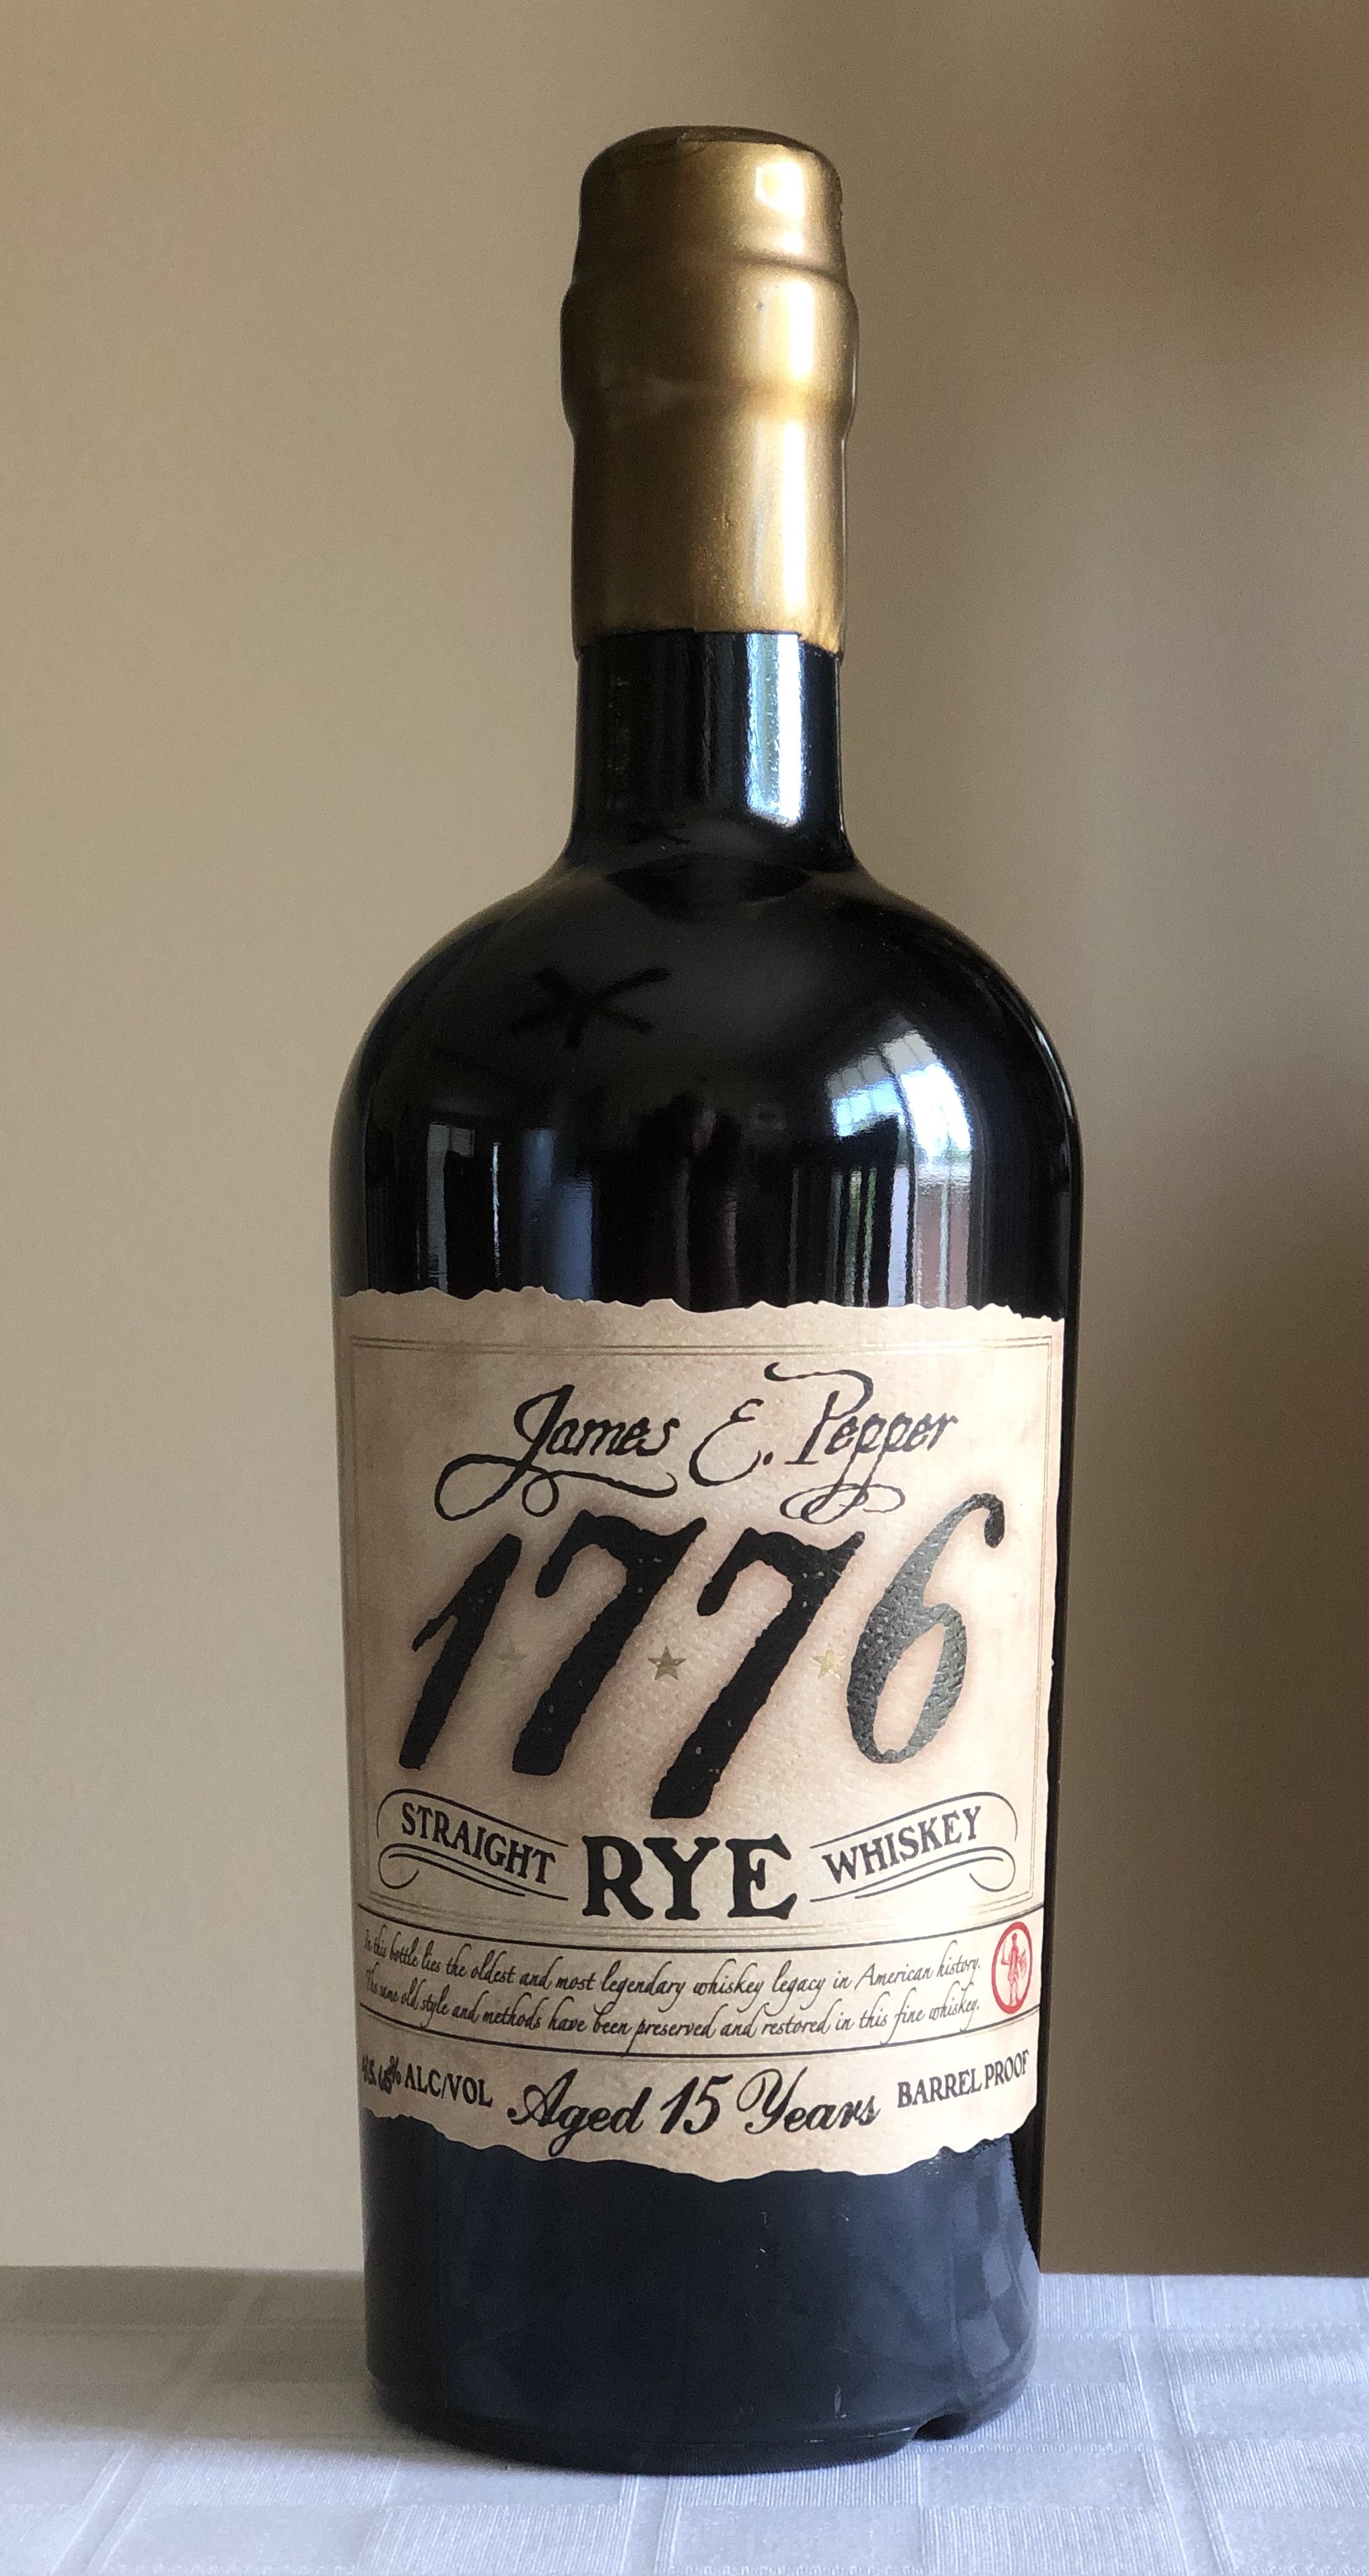 James E. Pepper
1776
STRAIGHT RYE WHISKEY
In this bottle lies the oldest and most legendary whiskey legacy in American history.
The same old style and methods have been preserved and restored in this fine whiskey.
% ALC/VOL Aged 15 Years BARREL PROOF